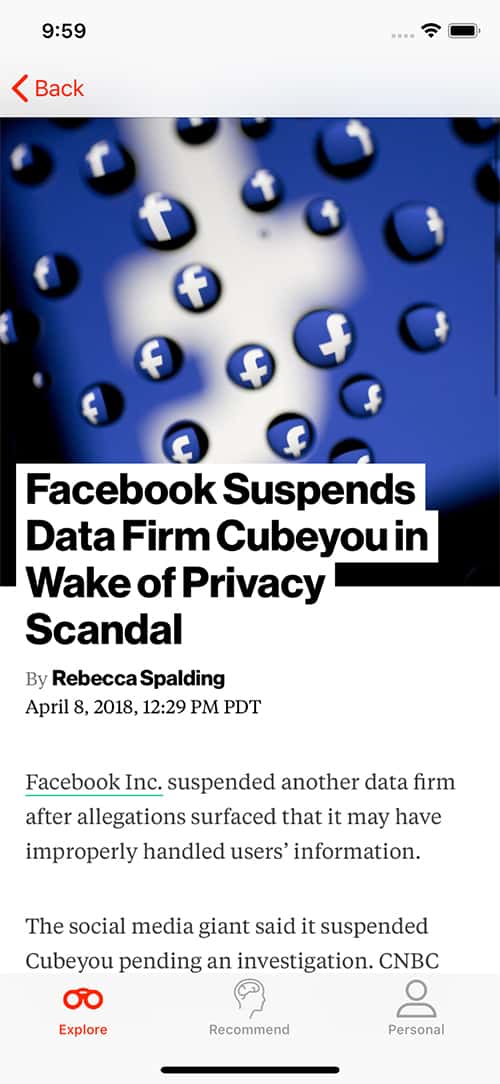 9:59
Back
Facebook Suspends
Data Firm Cubeyou in
Wake of Privacy
Scandal
By Rebecca Spalding
April 8, 2018, 12:29 PM PDT
Facebook Inc. suspended another data firm
after allegations surfaced that it may have
improperly handled users’ information.
The social media giant said it suspended
Cubeyou pending an investigation. CNBC
Explore Recommend Personal